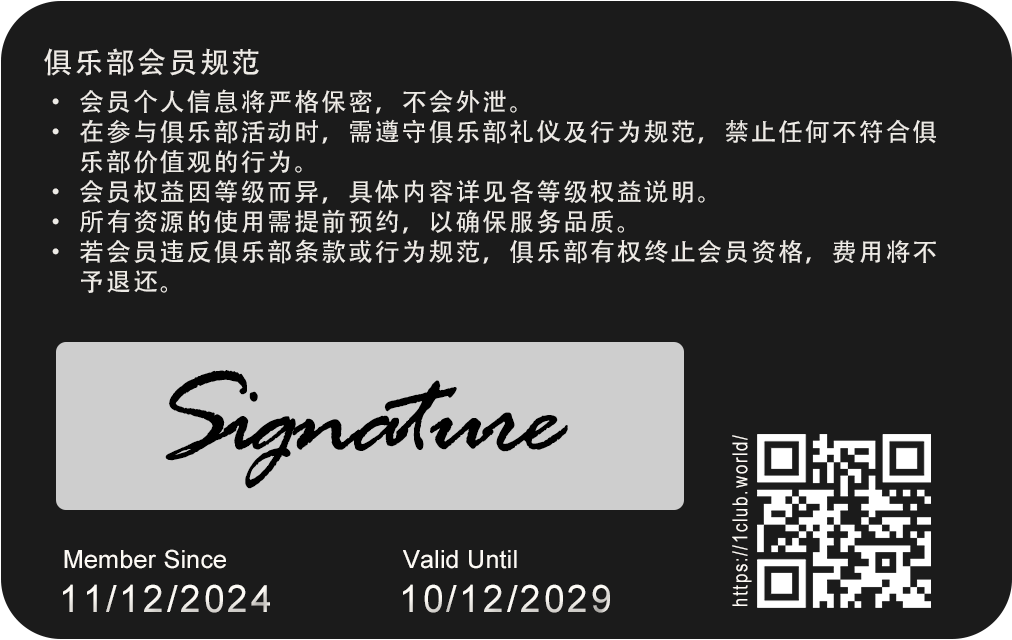 俱乐部会员规范
• 会员个人信息将严格保密，不会外泄。
• 在参与俱乐部活动时，需遵守俱乐部礼仪及行为规范，禁止任何不符合俱
乐部价值观的行为。
• 会员权益因等级而异，具体内容详见各等级权益说明。
• 所有资源的使用需提前预约，以确保服务品质。
• 若会员违反俱乐部条款或行为规范，俱乐部有权终止会员资格，费用将不
予退还。
Signature
https://1club.world/
Member Since
Valid Until
11/12/2024
10/12/2029